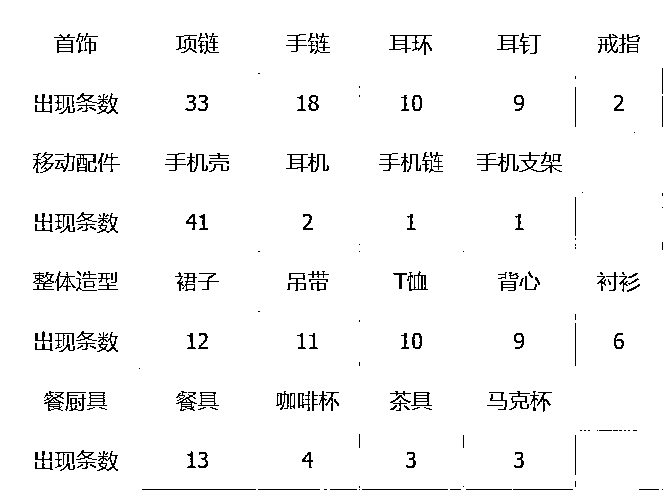 首饰 项链 手链 耳环 耳钉 戒指
出现条数 33 18 10 9 2
移动配件 手机壳 耳机 手机链 手机支架
出现条数 41 2 1 1
整体造型 裙子 吊带 T恤 背心 衬衫
出现条数 12 11 10 9 6
餐厨具 餐具 咖啡杯 茶具 马克杯
出现条数 13 4 3 3